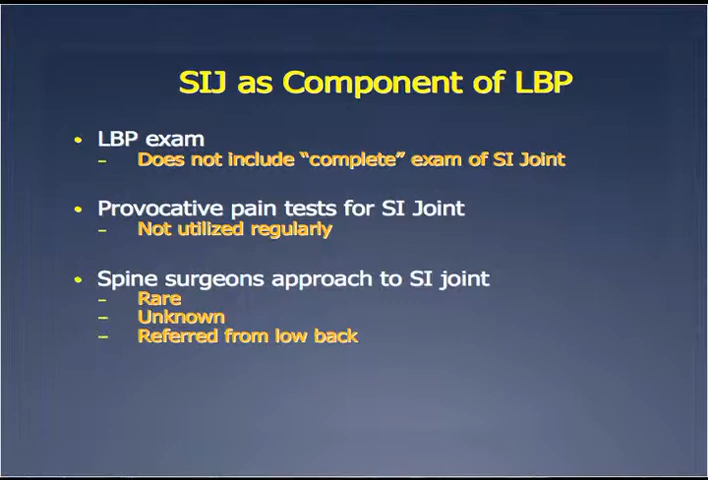 SIJ as Component of LBP
• LBP exam
– Does not include “complete” exam of SI Joint
• Provocative pain tests for SI Joint
– Not utilized regularly
• Spine surgeons approach to SI joint
– Rare
– Unknown
– Referred from low back